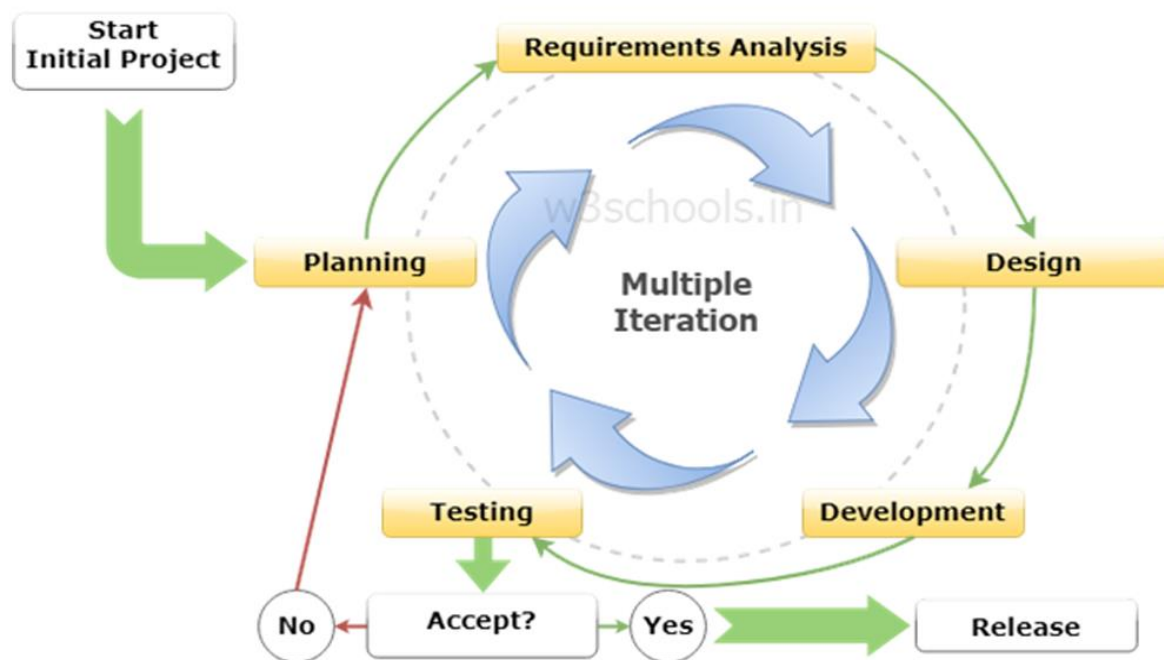 Start
Initial Project
Requirements Analysis
w3schools.in
Planning
Design
Multiple
Iteration
Testing
Development
No
Accept?
Yes
Release